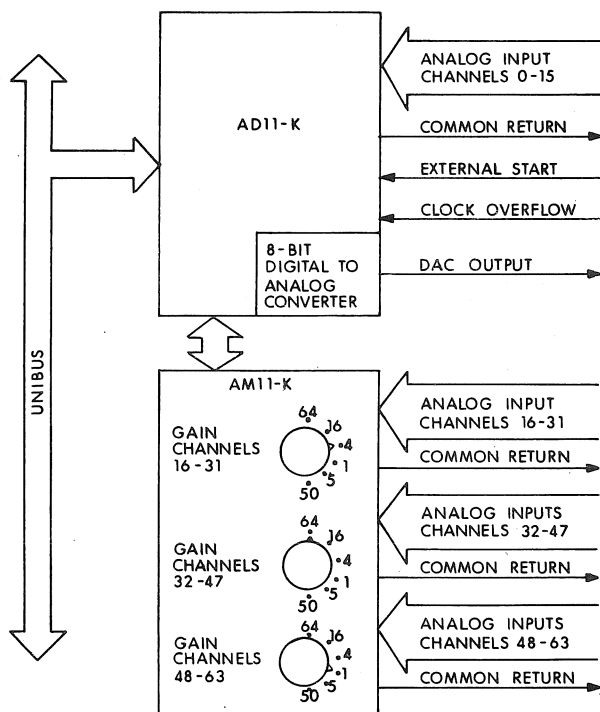 AD11-K
8-BIT
DIGITAL TO
ANALOG
CONVERTER
ANALOG INPUT
CHANNELS 0-15
COMMON RETURN
EXTERNAL START
CLOCK OVERFLOW
DAC OUTPUT
UNIBUS
AM11-K
GAIN
CHANNELS
16-31
64
16
4
1
5
50
GAIN
CHANNELS
32-47
64
16
4
1
5
50
GAIN
CHANNELS
48-63
64
16
4
1
5
50
ANALOG INPUT
CHANNELS 16-31
COMMON RETURN
ANALOG INPUTS
CHANNELS 32-47
COMMON RETURN
ANALOG INPUTS
CHANNELS 48-63
COMMON RETURN